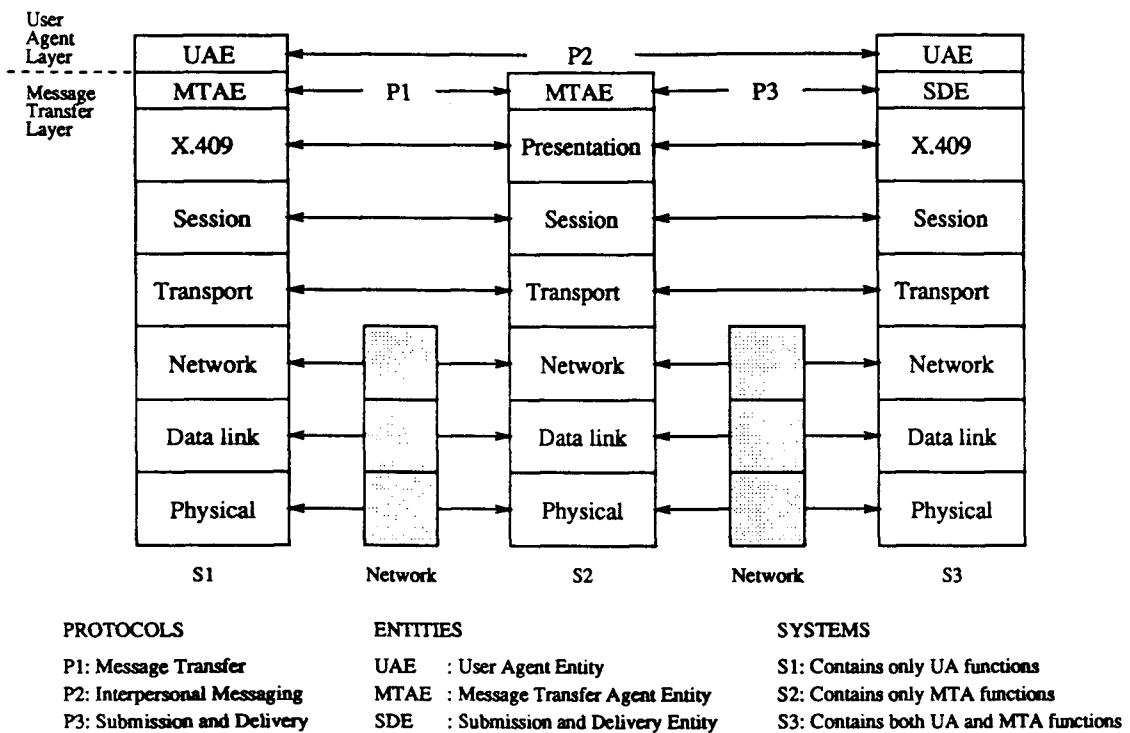 User
Agent
Layer
UAE P2 UAE
Message
Transfer
Layer
MTAE P1 MTAE P3 SDE
X.409 Presentation X.409
Session Session Session
Transport Transport Transport
Network Network Network
Data link Data link Data link
Physical Physical Physical
S1 Network S2 Network S3
PROTOCOLS ENTITIES SYSTEMS
P1: Message Transfer UAE : User Agent Entity S1: Contains only UA functions
P2: Interpersonal Messaging MTAE : Message Transfer Agent Entity S2: Contains only MTA functions
P3: Submission and Delivery SDE : Submission and Delivery Entity S3: Contains both UA and MTA functions